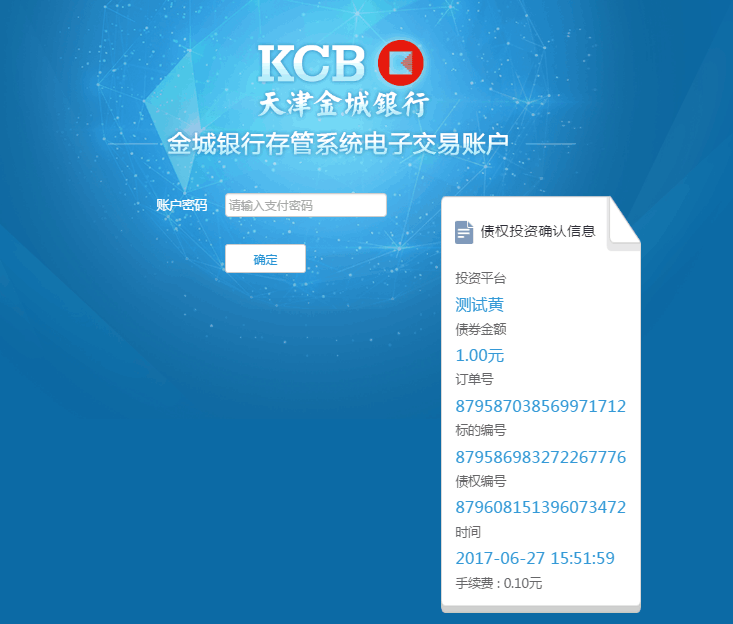 KCB
天津金城銀行
金城银行存管系统电子交易账户
账户密码
请输入支付密码
确定
债权投资确认信息
投资平台
测试黄
债券金额
1.00元
订单号
879587038569971712
标的编号
879586983272267776
债权编号
879608151396073472
时间
2017-06-27 15:51:59
手续费 : 0.10元